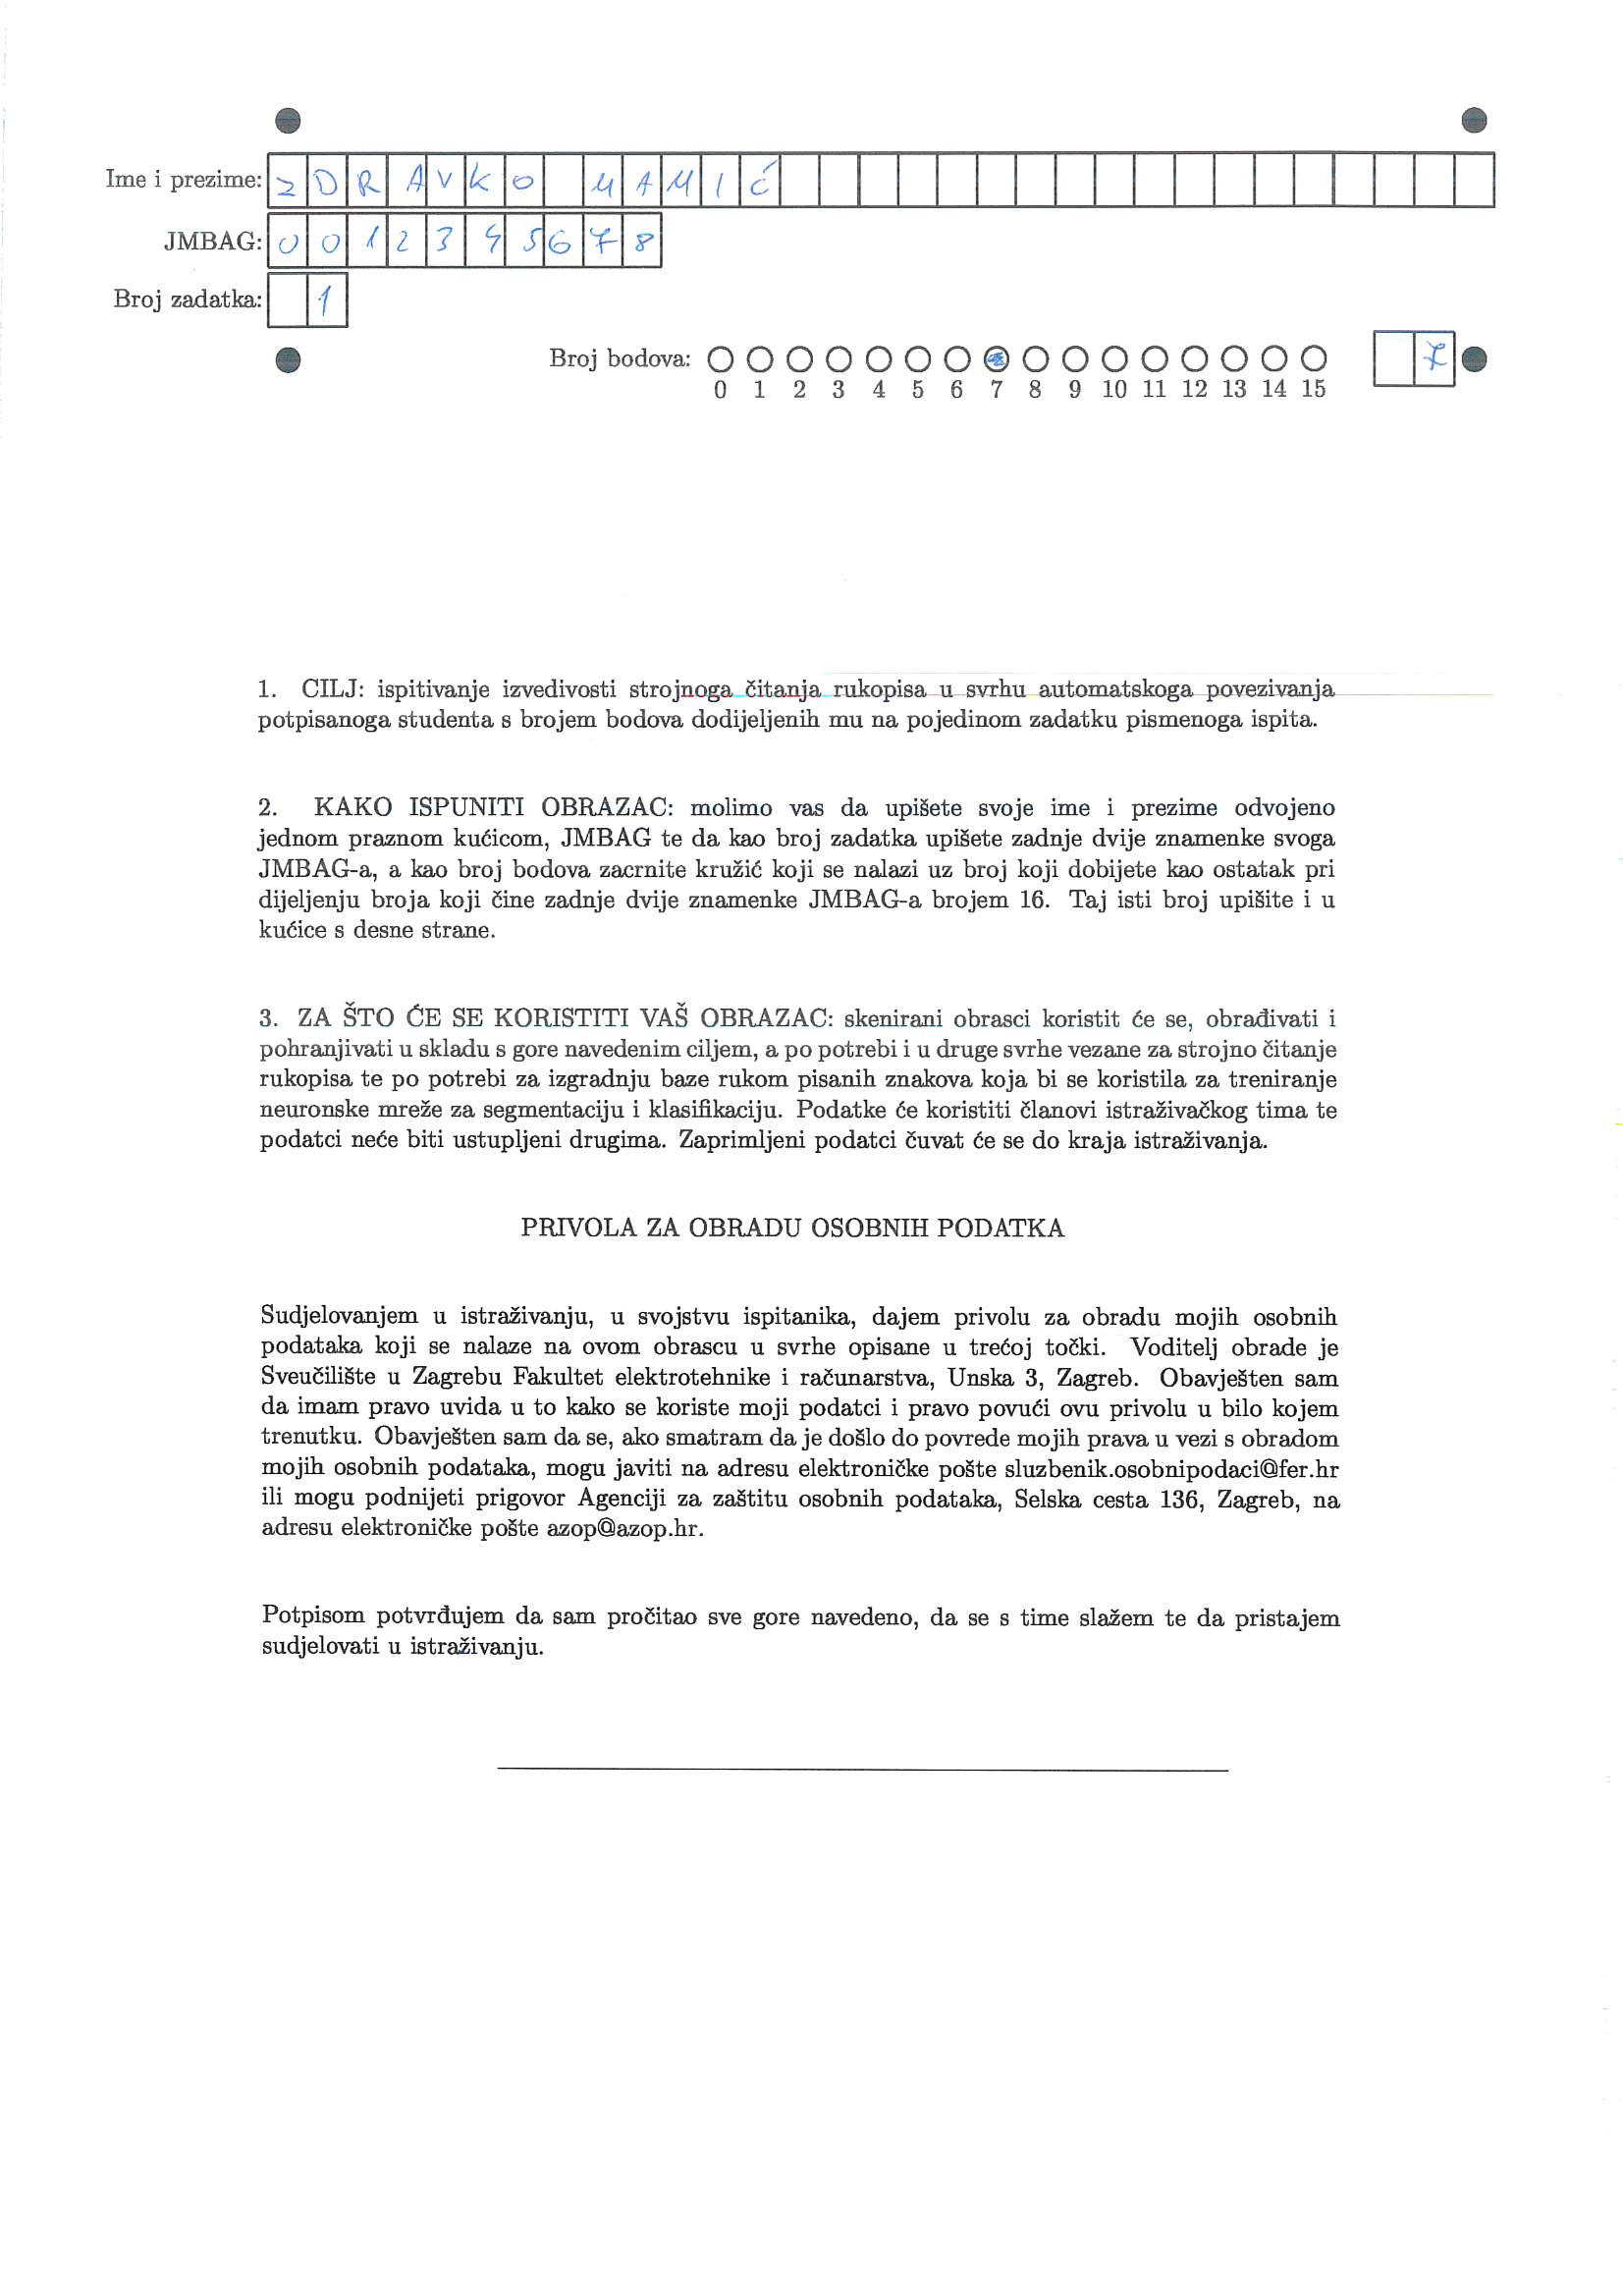 Ime i prezime: ZDRAVKO MAMIĆ
JMBAG: 0012345678
Broj zadatka: 1
Broj bodova: 7
0 1 2 3 4 5 6 7 8 9 10 11 12 13 14 15
1. CILJ: ispitivanje izvedivosti strojnoga čitanja rukopisa u svrhu automatskoga povezivanja
potpisanoga studenta s brojem bodova dodijeljenih mu na pojedinom zadatku pismenoga ispita.
2. KAKO ISPUNITI OBRAZAC: molimo vas da upišete svoje ime i prezime odvojeno
jednom praznom kućicom, JMBAG te da kao broj zadatka upišete zadnje dvije znamenke svoga
JMBAG-a, a kao broj bodova zacrnite kružić koji se nalazi uz broj koji dobijete kao ostatak pri
dijeljenju broja koji čine zadnje dvije znamenke JMBAG-a brojem 16. Taj isti broj upišite i u
kućice s desne strane.
3. ZA ŠTO ĆE SE KORISTITI VAŠ OBRAZAC: skenirani obrasci koristit će se, obrađivati i
pohranjivati u skladu s gore navedenim ciljem, a po potrebi i u druge svrhe vezane za strojno čitanje
rukopisa te po potrebi za izgradnju baze rukom pisanih znakova koja bi se koristila za treniranje
neuronske mreže za segmentaciju i klasifikaciju. Podatke će koristiti članovi istraživačkog tima te
podatci neće biti ustupljeni drugima. Zaprimljeni podatci čuvat će se do kraja istraživanja.
PRIVOLA ZA OBRADU OSOBNIH PODATKA
Sudjelovanjem u istraživanju, u svojstvu ispitanika, dajem privolu za obradu mojih osobnih
podataka koji se nalaze na ovom obrascu u svrhe opisane u trećoj točki. Voditelj obrade je
Sveučilište u Zagrebu Fakultet elektrotehnike i računarstva, Unska 3, Zagreb. Obavješten sam
da imam pravo uvida u to kako se koriste moji podatci i pravo povući ovu privolu u bilo kojem
trenutku. Obavješten sam da se, ako smatram da je došlo do povrede mojih prava u vezi s obradom
mojih osobnih podataka, mogu javiti na adresu elektroničke pošte sluzbenik.osobnipodaci@fer.hr
ili mogu podnijeti prigovor Agenciji za zaštitu osobnih podataka, Selska cesta 136, Zagreb, na
adresu elektroničke pošte azop@azop.hr.
Potpisom potvrđujem da sam pročitao sve gore navedeno, da se s time slažem te da pristajem
sudjelovati u istraživanju.